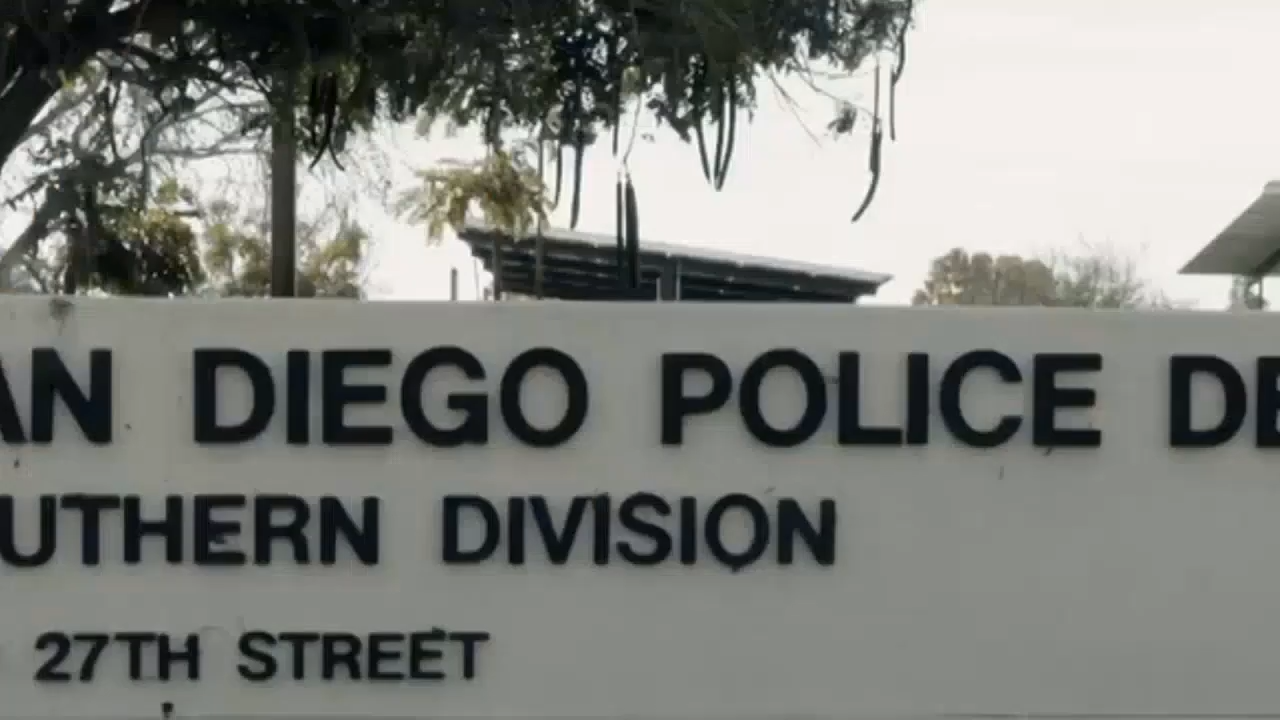 AN DIEGO POLICE DE
UTHERN DIVISION
27TH STREET